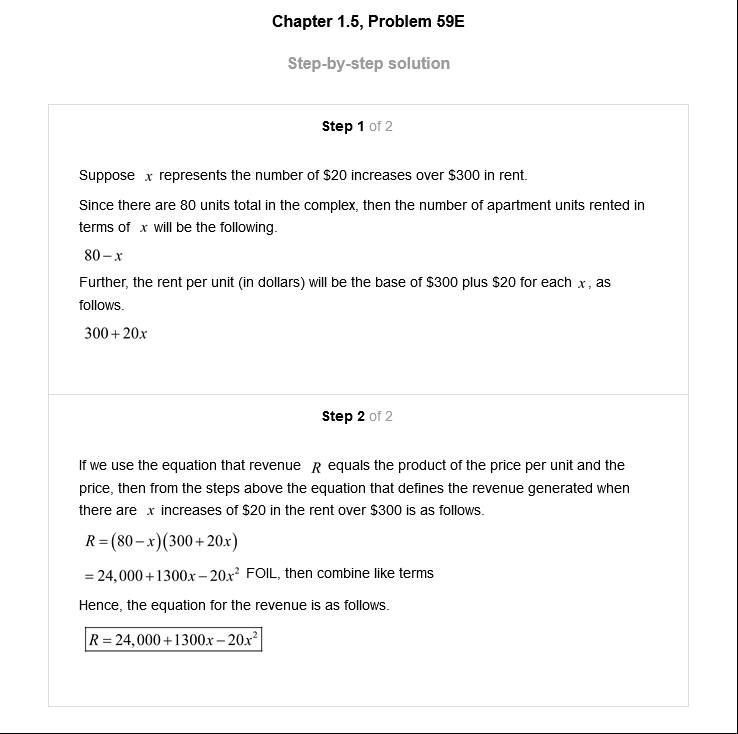 Chapter 1.5, Problem 59E
Step-by-step solution
Step 1 of 2
Suppose x represents the number of $20 increases over $300 in rent.
Since there are 80 units total in the complex, then the number of apartment units rented in
terms of x will be the following.
80 − x
Further, the rent per unit (in dollars) will be the base of $300 plus $20 for each x, as
follows.
300 + 20x
Step 2 of 2
If we use the equation that revenue R equals the product of the price per unit and the
price, then from the steps above the equation that defines the revenue generated when
there are x increases of $20 in the rent over $300 is as follows.
R = (80 − x)(300 + 20x)
= 24,000 + 1300x − 20x² FOIL, then combine like terms
Hence, the equation for the revenue is as follows.
R = 24,000 + 1300x − 20x²